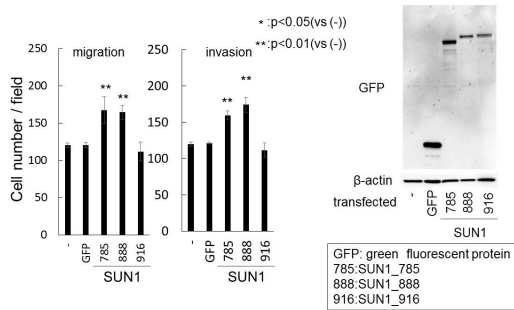 * :p<0.05(vs (-))
**:p<0.01(vs (-))
migration
invasion
Cell number / field
250
200
150
100
50
0
250
200
150
100
50
0
**
**
**
**
-
GFP
785
888
916
SUN1
-
GFP
785
888
916
SUN1
GFP
β-actin
transfected
-
GFP
785
888
916
SUN1
GFP: green fluorescent protein
785:SUN1_785
888:SUN1_888
916:SUN1_916